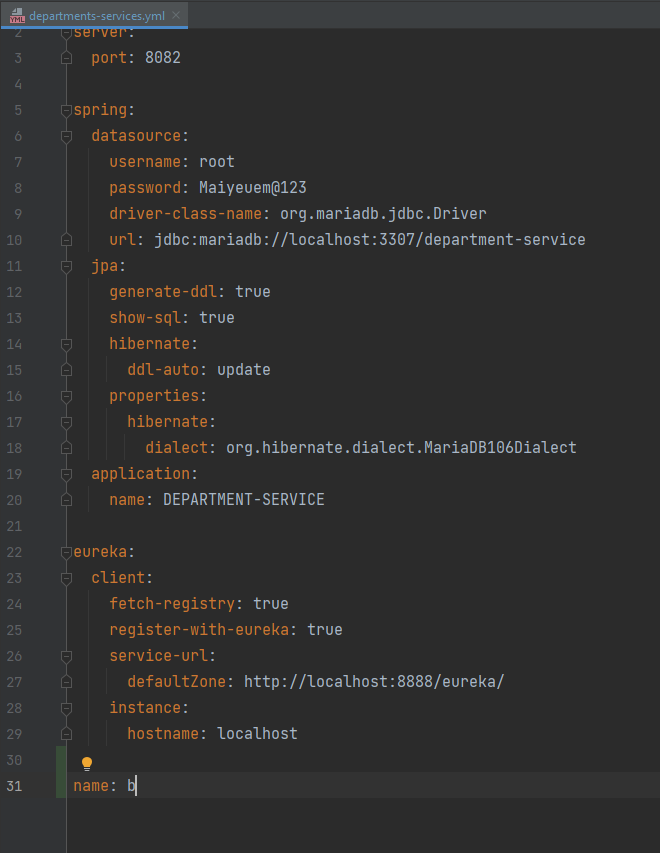 departments-services.yml
YML
2 server:
3 port: 8082
4
5 spring:
6 datasource:
7 username: root
8 password: Maiyeuem@123
9 driver-class-name: org.mariadb.jdbc.Driver
10 url: jdbc:mariadb://localhost:3307/department-service
11 jpa:
12 generate-ddl: true
13 show-sql: true
14 hibernate:
15 ddl-auto: update
16 properties:
17 hibernate:
18 dialect: org.hibernate.dialect.MariaDB106Dialect
19 application:
20 name: DEPARTMENT-SERVICE
21
22 eureka:
23 client:
24 fetch-registry: true
25 register-with-eureka: true
26 service-url:
27 defaultZone: http://localhost:8888/eureka/
28 instance:
29 hostname: localhost
30
31 name: b